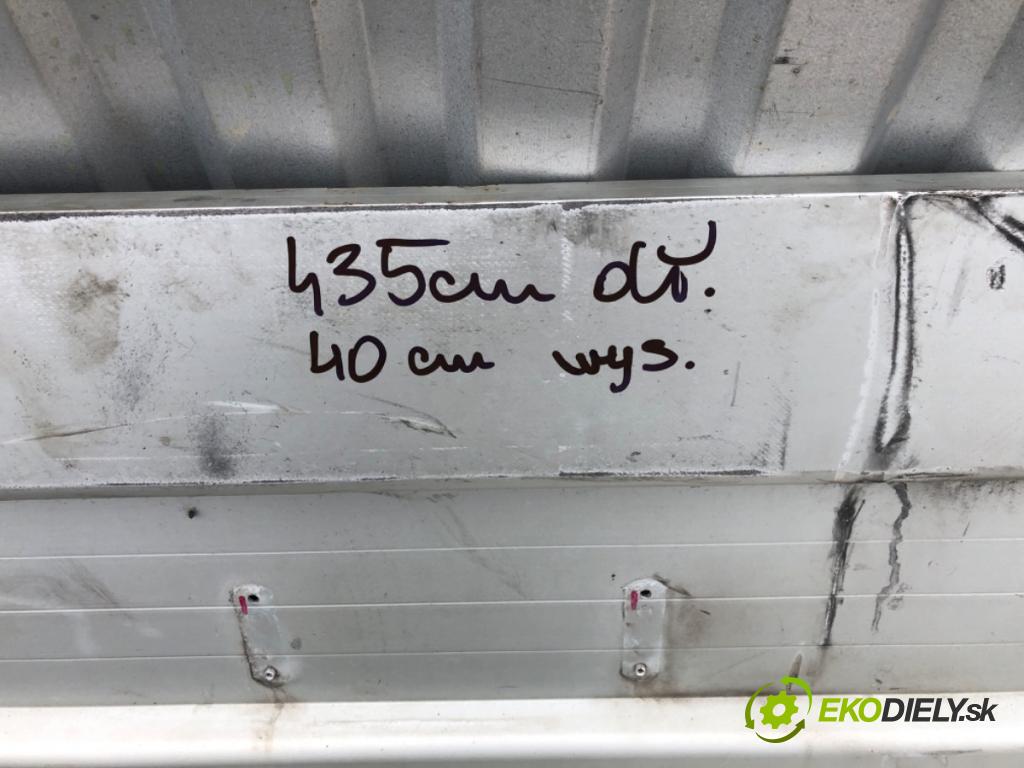 435cm dł.
40 cm wys.
EKODIELY.sk